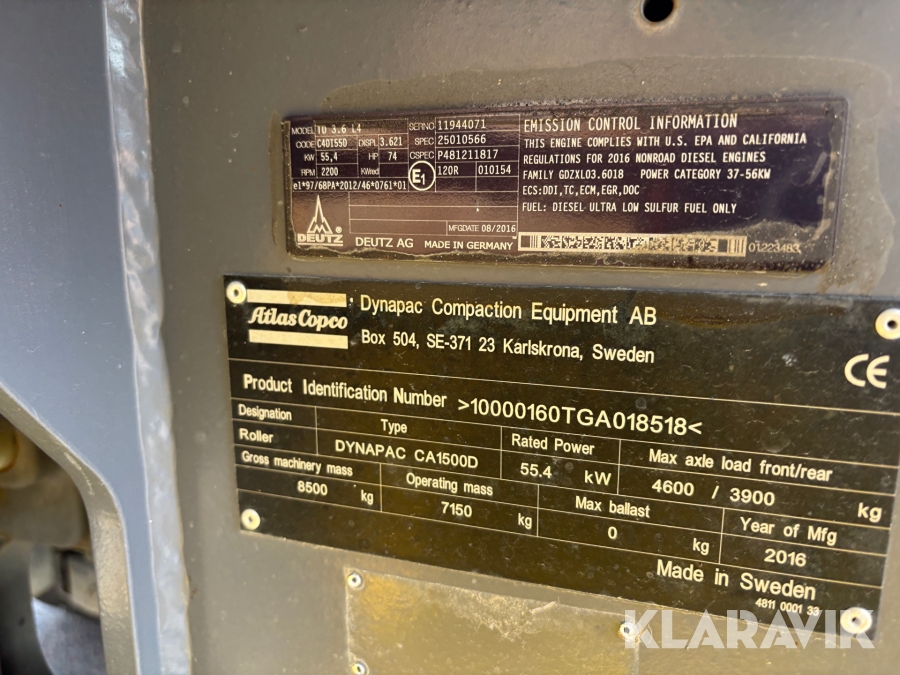 MODEL TD 3.6 L4 SERNO 11944071
CODE C4DT55D DISPL 3.621 SPEC 25010566
KW 55,4 HP 74 CSPEC P481211817
RPM 2200 KWred E1 120R 010154
e1*97/68PA*2012/46*0761*01
MFGDATE 08/2016
DEUTZ DEUTZ AG MADE IN GERMANY
EMISSION CONTROL INFORMATION
THIS ENGINE COMPLIES WITH U.S. EPA AND CALIFORNIA
REGULATIONS FOR 2016 NONROAD DIESEL ENGINES
FAMILY GDZXL03.6018 POWER CATEGORY 37-56KW
ECS:DDI,TC,ECM,EGR,DOC
FUEL: DIESEL ULTRA LOW SULFUR FUEL ONLY
01223483
Atlas Copco
Dynapac Compaction Equipment AB
Box 504, SE-371 23 Karlskrona, Sweden
CE
Product Identification Number >10000160TGA018518<
Designation Type Rated Power Max axle load front/rear
Roller DYNAPAC CA1500D 55.4 kW 4600 / 3900 kg
Gross machinery mass Operating mass Max ballast Year of Mfg
8500 kg 7150 kg 0 kg 2016
Made in Sweden
4811 0001 33
KLARAVIK